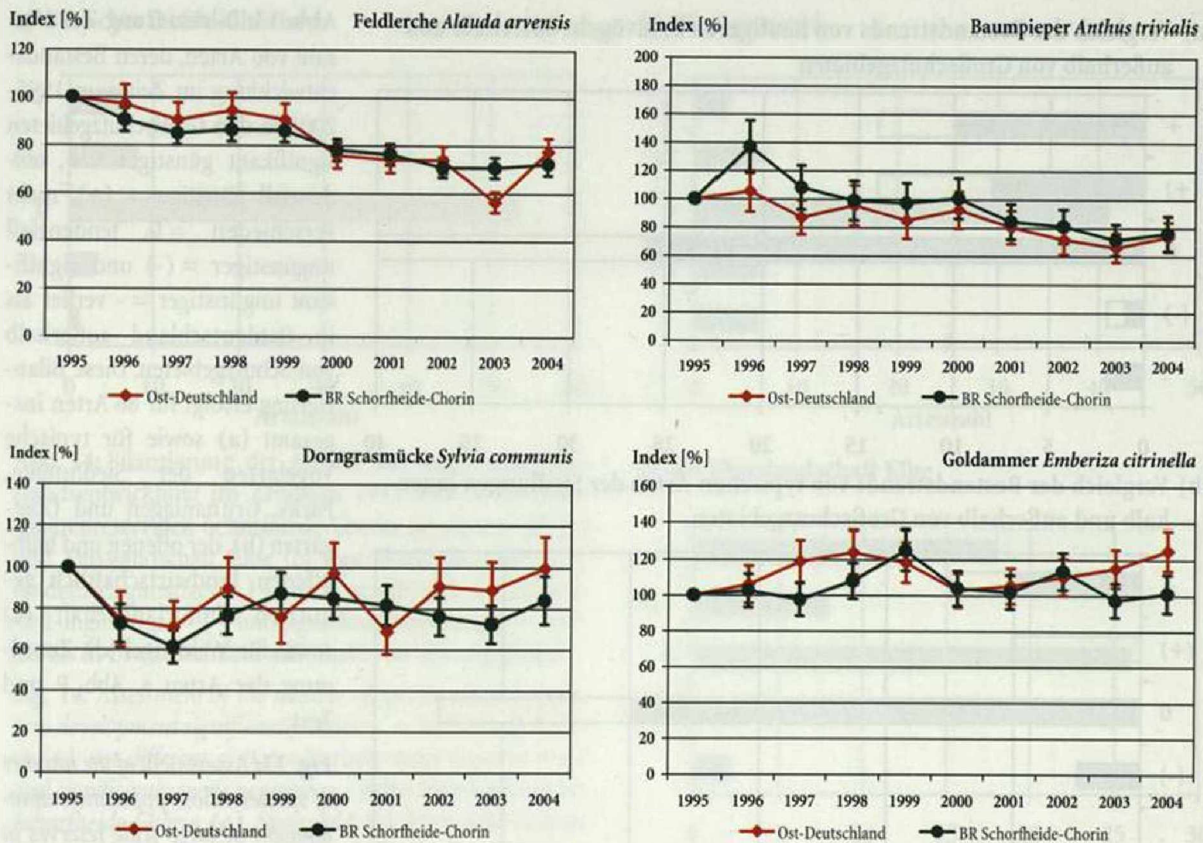 Index [%]
Feldlerche Alauda arvensis
120
100
80
60
40
20
0
1995 1996 1997 1998 1999 2000 2001 2002 2003 2004
Ost-Deutschland BR Schorfheide-Chorin
Index [%]
Baumpieper Anthus trivialis
200
180
160
140
120
100
80
60
40
20
0
1995 1996 1997 1998 1999 2000 2001 2002 2003 2004
Ost-Deutschland BR Schorfheide-Chorin
Index [%]
Dorngrasmücke Sylvia communis
140
120
100
80
60
40
20
0
1995 1996 1997 1998 1999 2000 2001 2002 2003 2004
Ost-Deutschland BR Schorfheide-Chorin
Index [%]
Goldammer Emberiza citrinella
160
140
120
100
80
60
40
20
0
1995 1996 1997 1998 1999 2000 2001 2002 2003 2004
Ost-Deutschland BR Schorfheide-Chorin